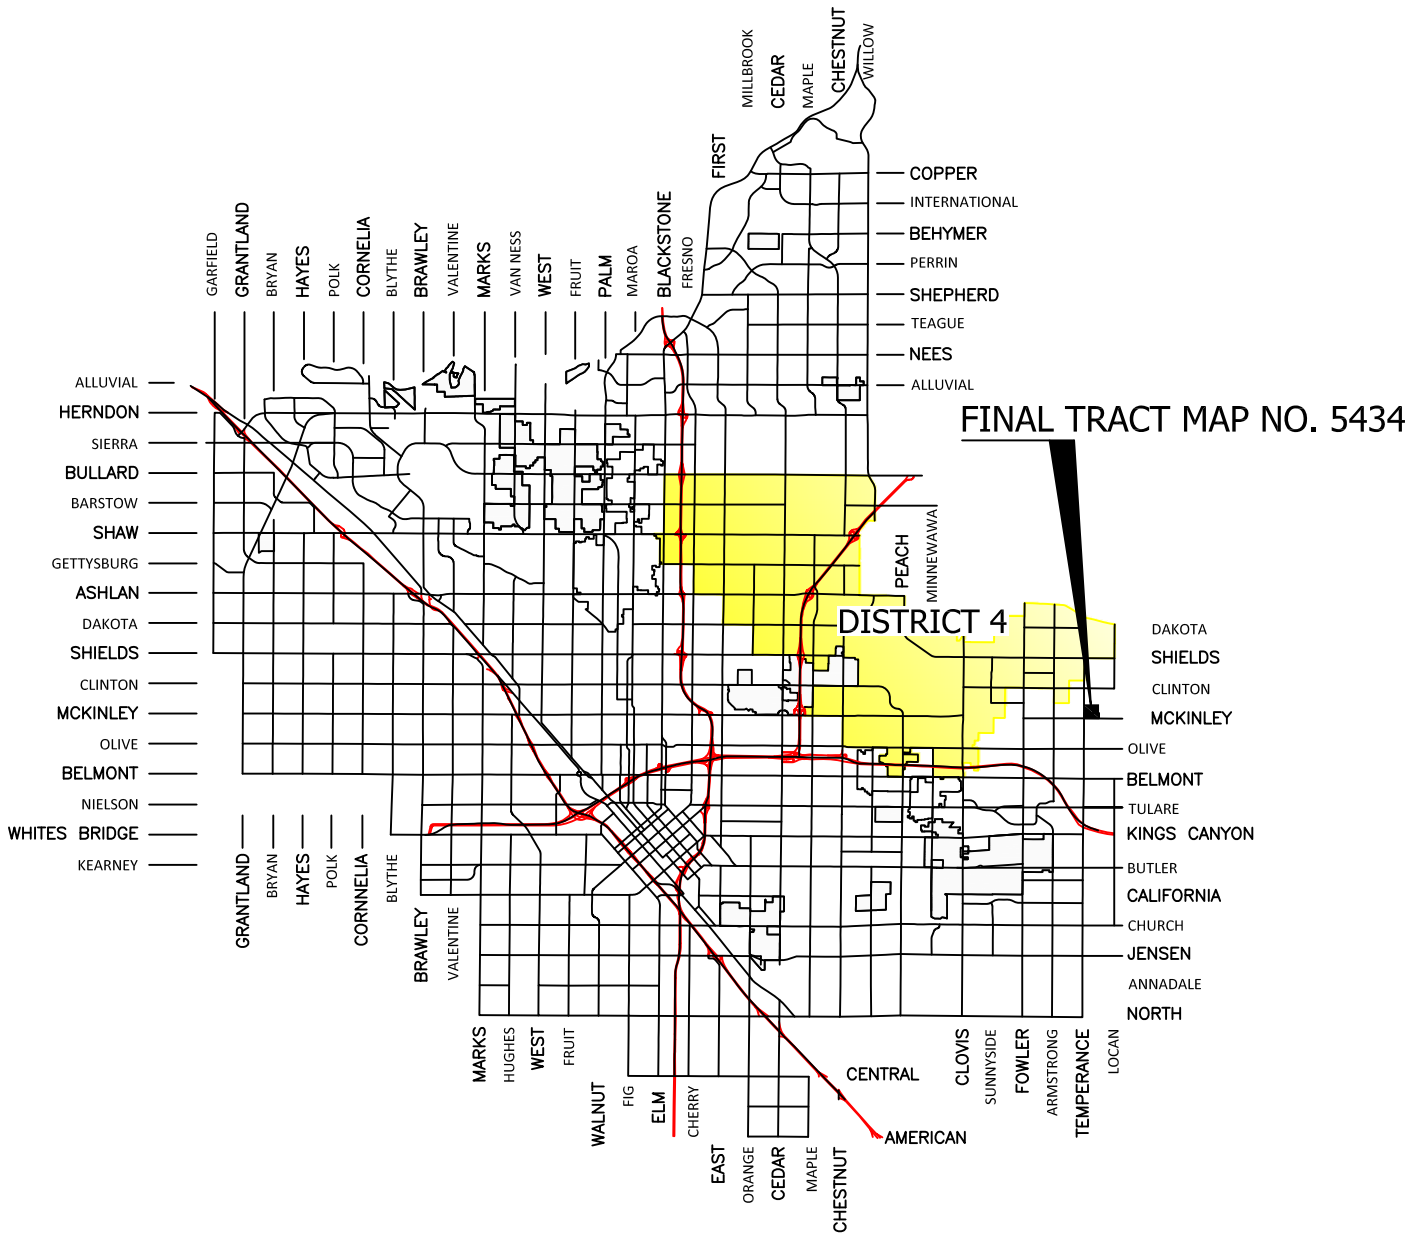 MILLBROOK
CEDAR
MAPLE
CHESTNUT
WILLOW
FIRST
COPPER
INTERNATIONAL
BEHYMER
PERRIN
SHEPHERD
TEAGUE
NEES
ALLUVIAL
GARFIELD
GRANTLAND
BRYAN
HAYES
POLK
CORNELIA
BLYTHE
BRAWLEY
VALENTINE
MARKS
VAN NESS
WEST
FRUIT
PALM
MAROA
BLACKSTONE
FRESNO
FINAL TRACT MAP NO. 5434
ALLUVIAL
HERNDON
SIERRA
BULLARD
BARSTOW
SHAW
GETTYSBURG
ASHLAN
DAKOTA
SHIELDS
CLINTON
MCKINLEY
OLIVE
BELMONT
NIELSON
WHITES BRIDGE
KEARNEY
PEACH
MINNEWAWA
DISTRICT 4
DAKOTA
SHIELDS
CLINTON
MCKINLEY
OLIVE
BELMONT
TULARE
KINGS CANYON
BUTLER
CALIFORNIA
CHURCH
JENSEN
ANNADALE
NORTH
GRANTLAND
BRYAN
HAYES
POLK
CORNNELIA
BLYTHE
BRAWLEY
VALENTINE
MARKS
HUGHES
WEST
FRUIT
WALNUT
FIG
ELM
CHERRY
EAST
ORANGE
CEDAR
MAPLE
CHESTNUT
CENTRAL
AMERICAN
CLOVIS
SUNNYSIDE
FOWLER
ARMSTRONG
TEMPERANCE
LOCAN